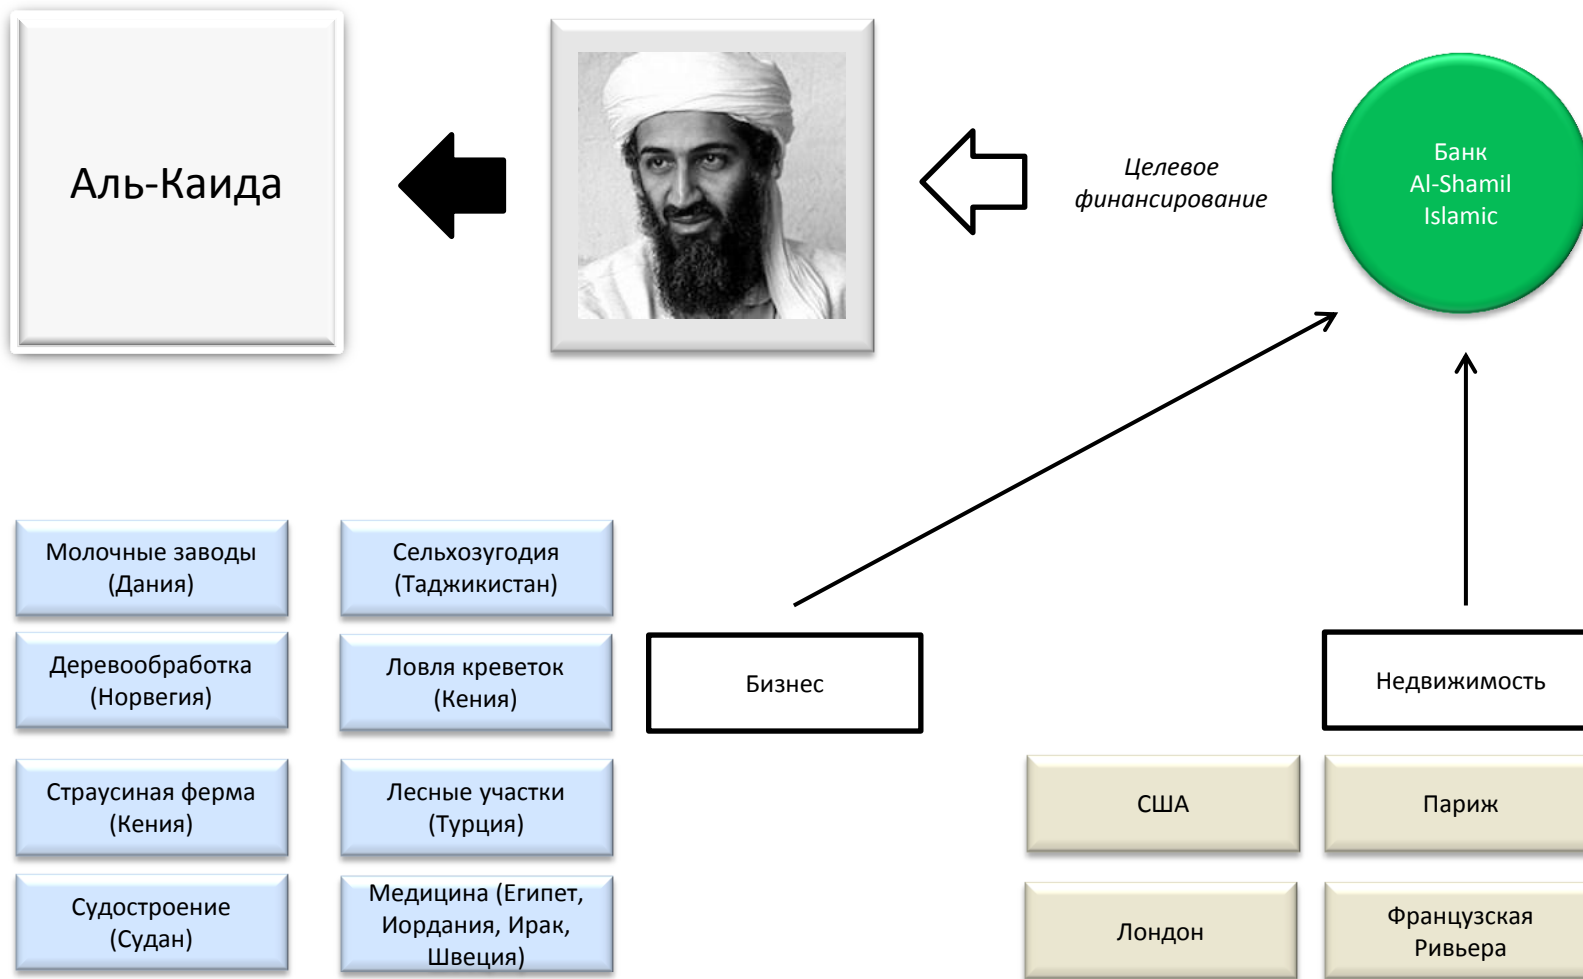 Аль-Каида
Целевое
финансирование
Банк
Al-Shamil
Islamic
Молочные заводы
(Дания)
Сельхозугодия
(Таджикистан)
Деревообработка
(Норвегия)
Ловля креветок
(Кения)
Бизнес
Недвижимость
Страусиная ферма
(Кения)
Лесные участки
(Турция)
США
Париж
Судостроение
(Судан)
Медицина (Египет,
Иордания, Ирак,
Швеция)
Лондон
Французская
Ривьера